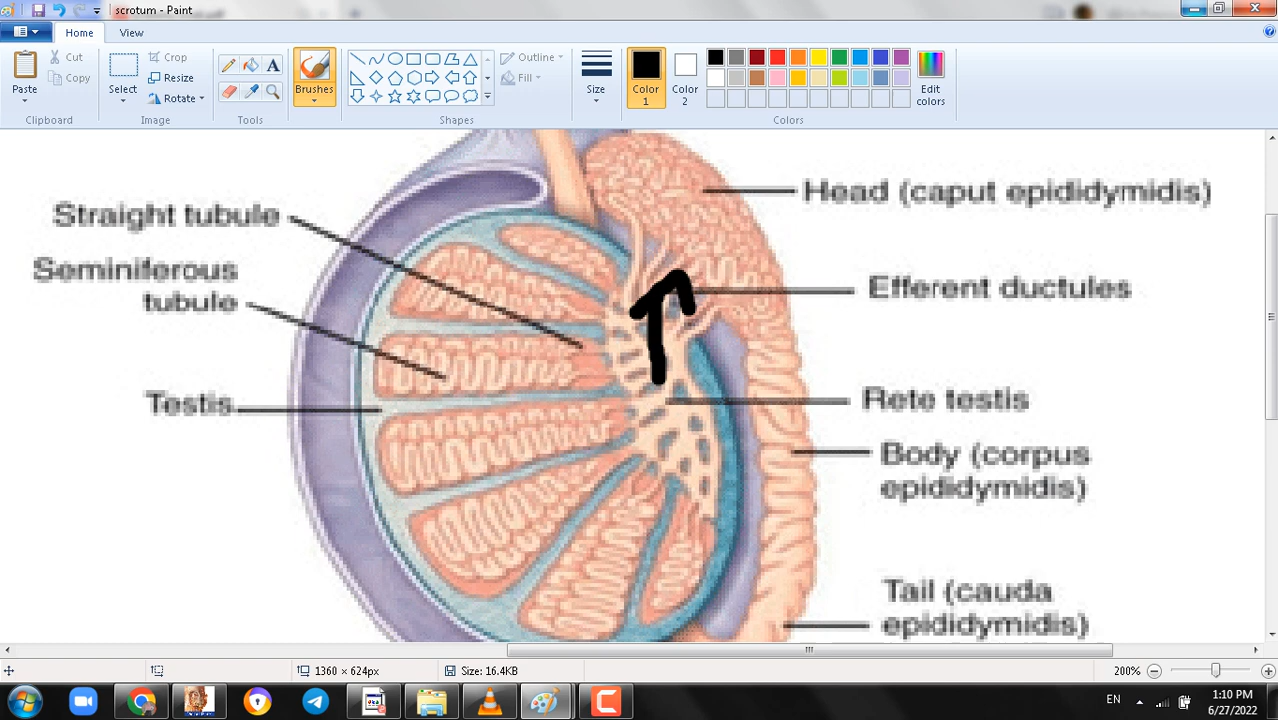 scrotum - Paint
Home
View
Paste
Cut
Copy
Clipboard
Select
Crop
Resize
Rotate
Image
A
Tools
Brushes
Outline
Fill
Shapes
Size
Color
1
Color
2
Edit
colors
Colors
Head (caput epididymidis)
Straight tubule
Seminiferous
tubule
Efferent ductules
Testis
Rete testis
Body (corpus
epididymidis)
Tail (cauda
epididymidis)
1360 × 624px
Size: 16.4KB
200%
EN
1:10 PM
6/27/2022